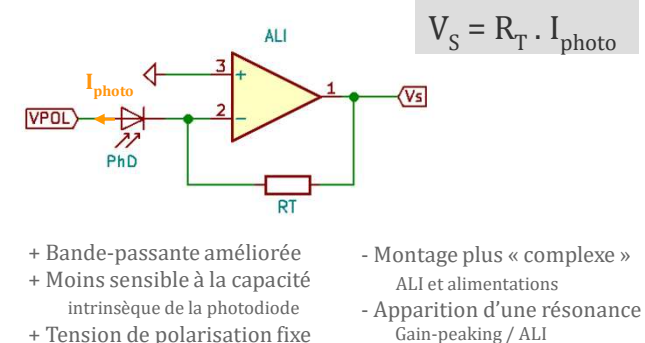 V_S = R_T . I_photo
ALI
3
+
I_photo
1
VPOL
Vs
2
-
PhD
RT
+ Bande-passante améliorée
+ Moins sensible à la capacité
intrinsèque de la photodiode
+ Tension de polarisation fixe
- Montage plus « complexe »
ALI et alimentations
- Apparition d'une résonance
Gain-peaking / ALI